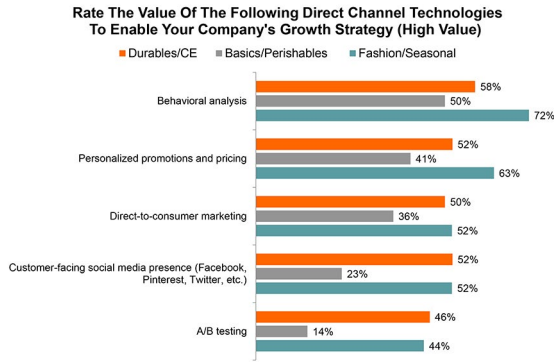 Rate The Value Of The Following Direct Channel Technologies
To Enable Your Company's Growth Strategy (High Value)
Durables/CE Basics/Perishables Fashion/Seasonal
Behavioral analysis
58%
50%
72%
Personalized promotions and pricing
52%
41%
63%
Direct-to-consumer marketing
50%
36%
52%
Customer-facing social media presence (Facebook,
Pinterest, Twitter, etc.)
52%
23%
52%
A/B testing
46%
14%
44%